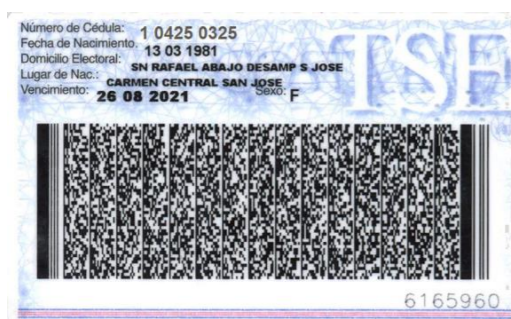 Número de Cédula: 1 0425 0325
Fecha de Nacimiento. 13 03 1981
Domicilio Electoral: SN RAFAEL ABAJO DESAMP S JOSE
Lugar de Nac.: CARMEN CENTRAL SAN JOSE
Vencimiento: 26 08 2021 Sexo: F
TSE
6165960